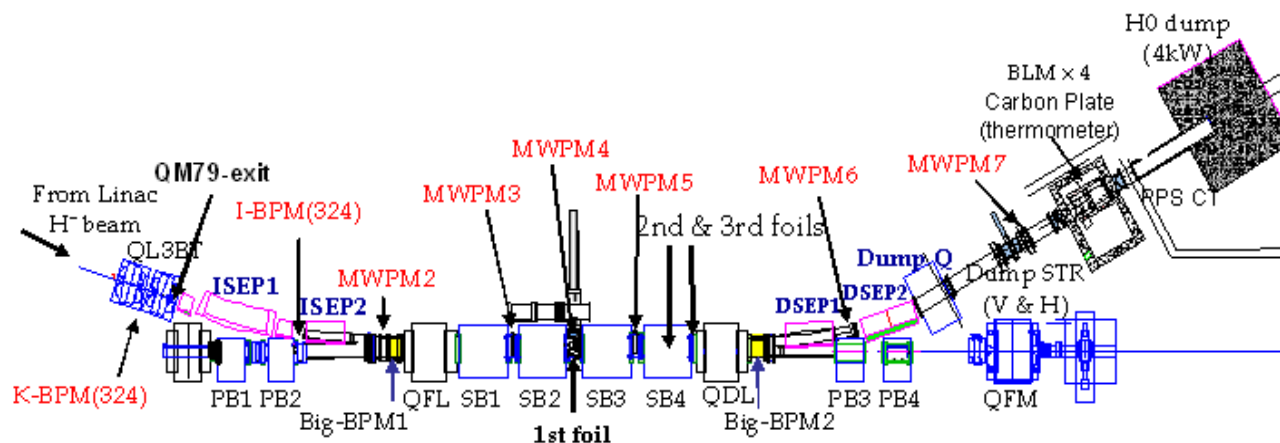 H0 dump
(4kW)
BLM × 4
Carbon Plate
(thermometer)
MWPM4
MWPM7
QM79-exit
MWPM3
MWPM5
MWPM6
From Linac
H⁻ beam
I-BPM(324)
PPS CT
2nd & 3rd foils
QL3BT
Dump Q
ISEP1
MWPM2
Dump STR
(V & H)
ISEP2
DSEP1
DSEP2
K-BPM(324)
PB1
PB2
QFL
SB1
SB2
SB3
SB4
QDL
PB3
PB4
QFM
Big-BPM1
Big-BPM2
1st foil